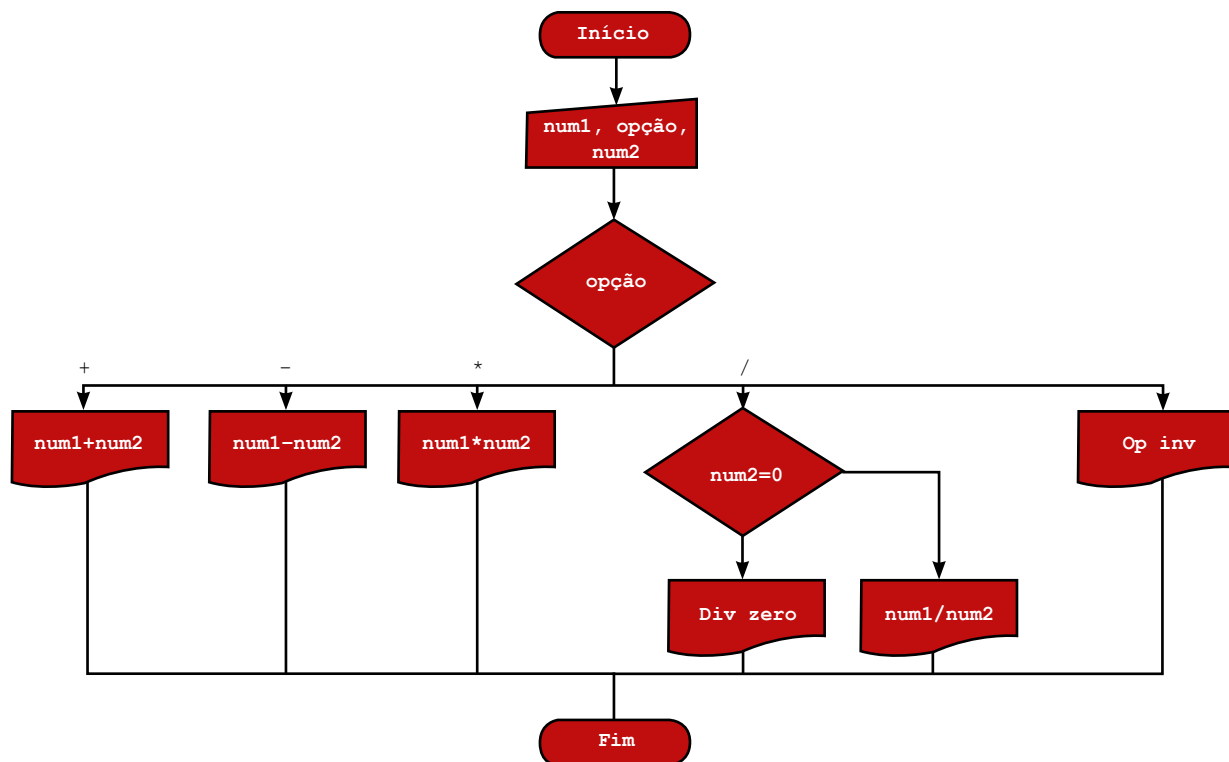 Início
num1, opção,
num2
opção
+
-
*
/
num1+num2
num1-num2
num1*num2
num2=0
Op inv
Div zero
num1/num2
Fim